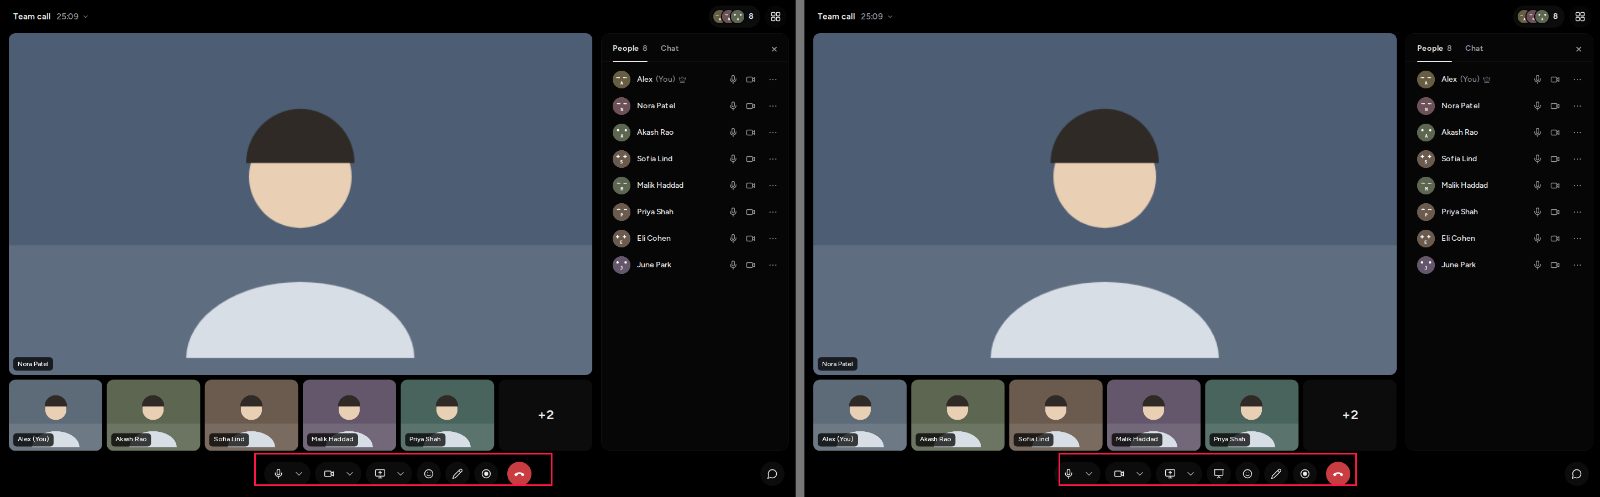 Team call 25:09
8
People 8 Chat
Alex (You)
Nora Patel
Akash Rao
Sofia Lind
Malik Haddad
Priya Shah
Eli Cohen
June Park
Nora Patel
Alex (You)
Akash Rao
Sofia Lind
Malik Haddad
Priya Shah
+2
Team call 25:09
8
People 8 Chat
Alex (You)
Nora Patel
Akash Rao
Sofia Lind
Malik Haddad
Priya Shah
Eli Cohen
June Park
Nora Patel
Alex (You)
Akash Rao
Sofia Lind
Malik Haddad
Priya Shah
+2